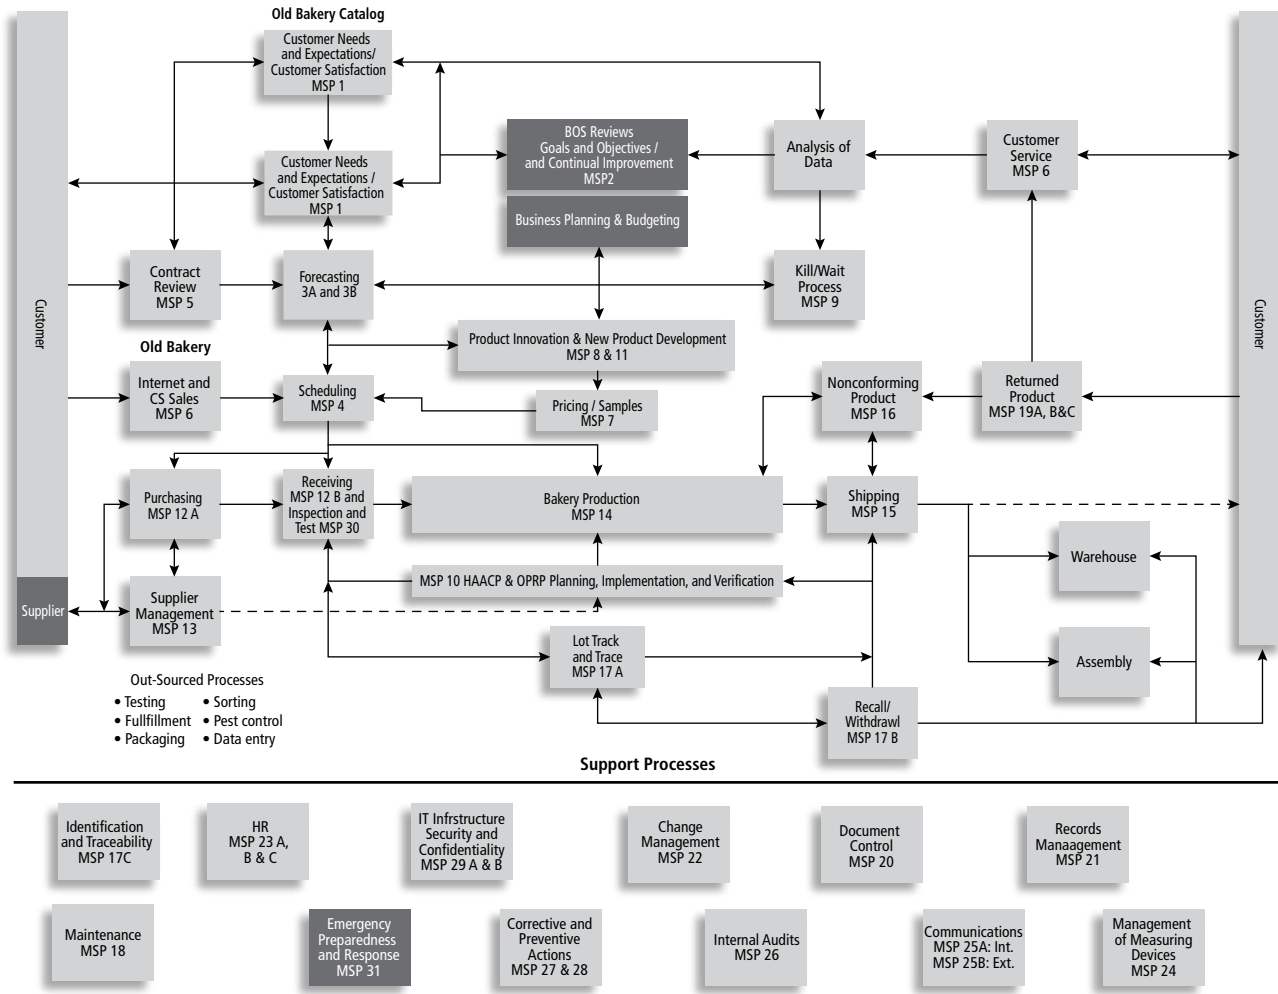 Old Bakery Catalog
Customer Needs
and Expectations/
Customer Satisfaction
MSP 1
BOS Reviews
Goals and Objectives /
and Continual Improvement
MSP2
Analysis of
Data
Customer
Service
MSP 6
Customer Needs
and Expectations /
Customer Satisfaction
MSP 1
Business Planning & Budgeting
Customer
Contract
Review
MSP 5
Forecasting
3A and 3B
Kill/Wait
Process
MSP 9
Customer
Product Innovation & New Product Development
MSP 8 & 11
Old Bakery
Internet and
CS Sales
MSP 6
Scheduling
MSP 4
Pricing / Samples
MSP 7
Nonconforming
Product
MSP 16
Returned
Product
MSP 19A, B&C
Purchasing
MSP 12 A
Receiving
MSP 12 B and
Inspection and
Test MSP 30
Bakery Production
MSP 14
Shipping
MSP 15
Warehouse
Supplier
Supplier
Management
MSP 13
MSP 10 HAACP & OPRP Planning, Implementation, and Verification
Lot Track
and Trace
MSP 17 A
Assembly
Recall/
Withdrawl
MSP 17 B
Out-Sourced Processes
• Testing • Sorting
• Fullfillment • Pest control
• Packaging • Data entry
Support Processes
Identification
and Traceability
MSP 17C
HR
MSP 23 A,
B & C
IT Infrstructure
Security and
Confidentiality
MSP 29 A & B
Change
Management
MSP 22
Document
Control
MSP 20
Records
Manaagement
MSP 21
Maintenance
MSP 18
Emergency
Preparedness
and Response
MSP 31
Corrective and
Preventive
Actions
MSP 27 & 28
Internal Audits
MSP 26
Communications
MSP 25A: Int.
MSP 25B: Ext.
Management
of Measuring
Devices
MSP 24